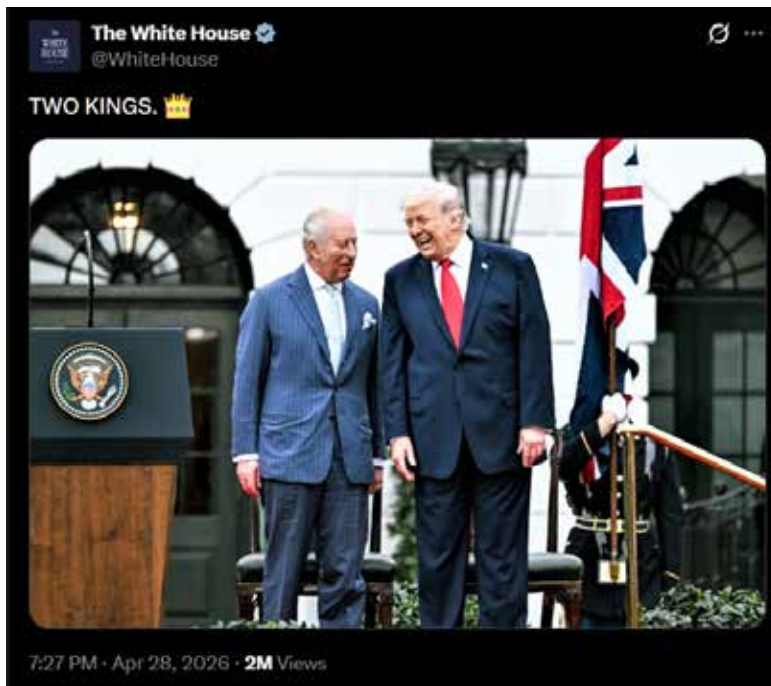 The White House
@WhiteHouse
TWO KINGS. 👑
7:27 PM · Apr 28, 2026 · 2M Views